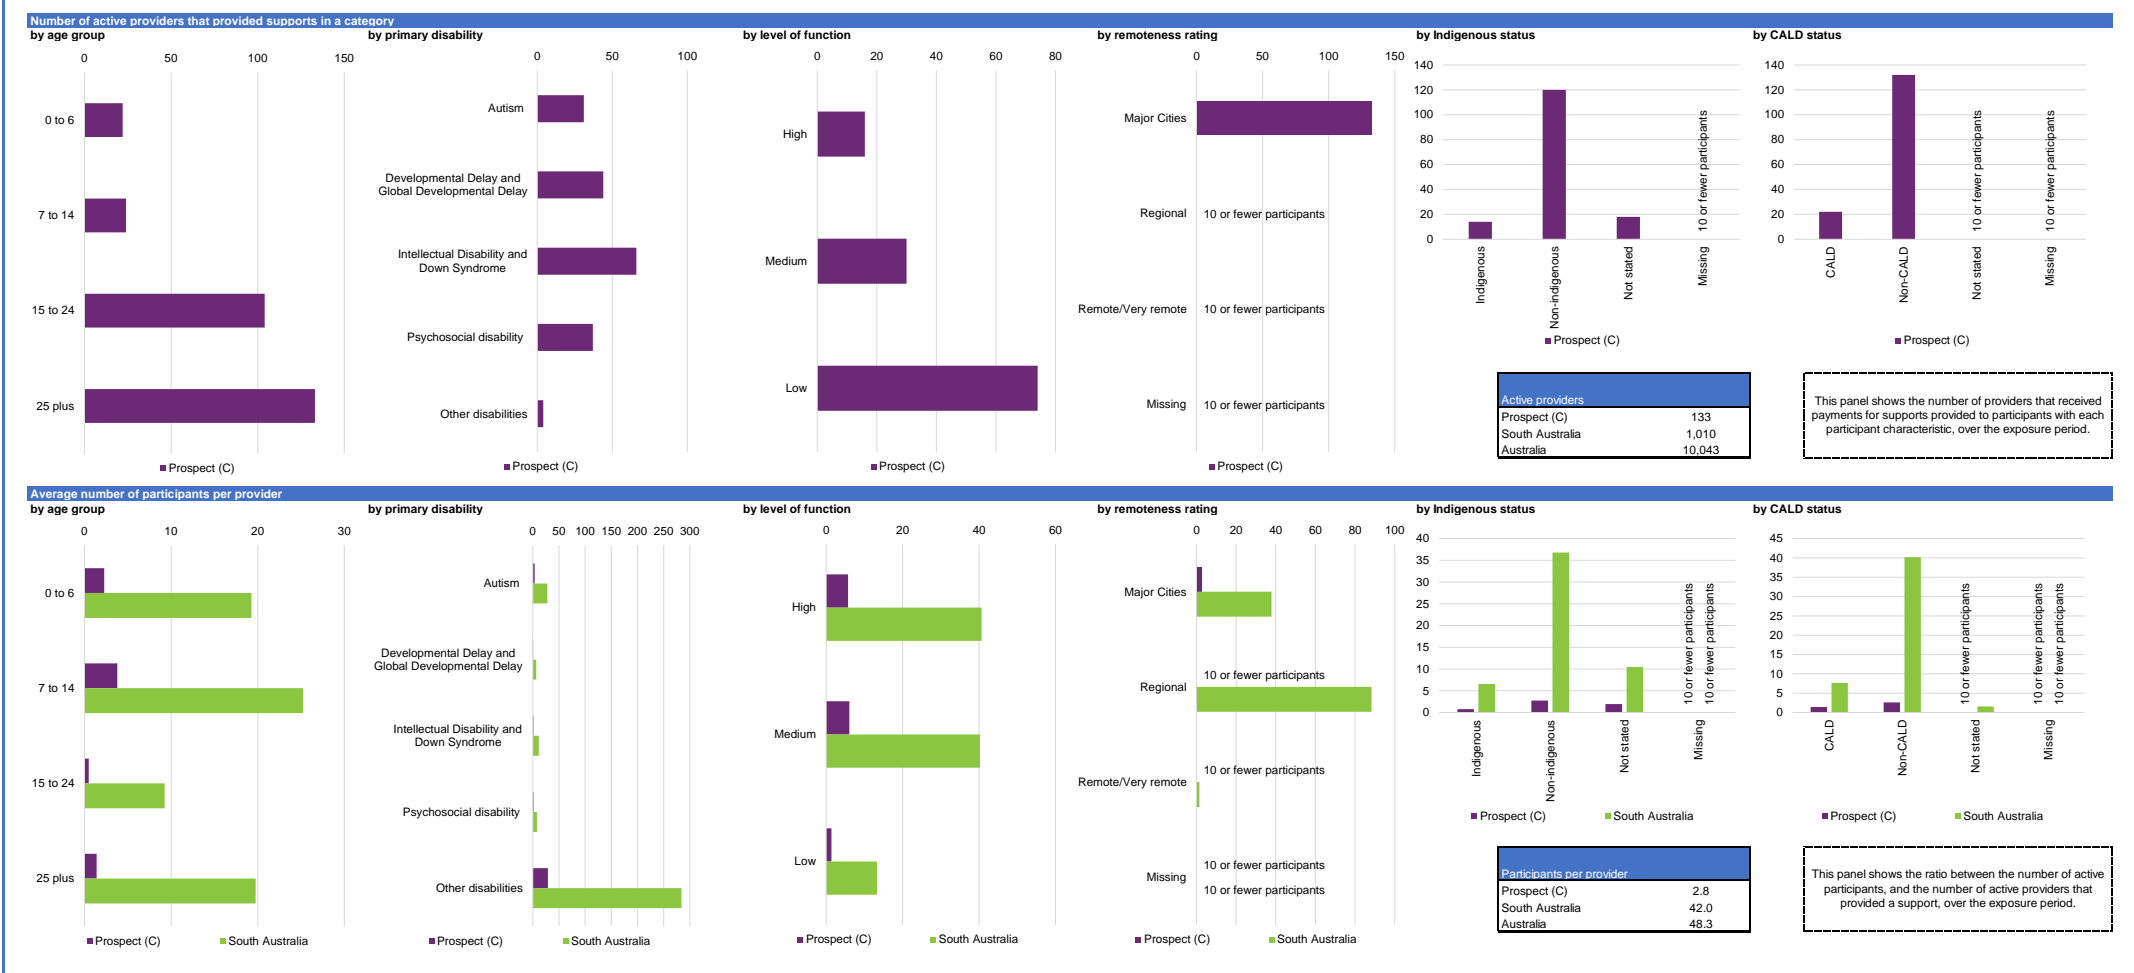 Number of active providers that provided supports in a category
by age group
0 50 100 150
0 to 6
7 to 14
15 to 24
25 plus
Prospect (C)
by primary disability
0 50 100
Autism
Developmental Delay and
Global Developmental Delay
Intellectual Disability and
Down Syndrome
Psychosocial disability
Other disabilities
Prospect (C)
by level of function
0 20 40 60 80
High
Medium
Low
Prospect (C)
by remoteness rating
0 50 100 150
Major Cities
Regional 10 or fewer participants
Remote/Very remote 10 or fewer participants
Missing 10 or fewer participants
Prospect (C)
by Indigenous status
140
120
100
80
60
40
20
0
10 or fewer participants
Indigenous
Non-indigenous
Not stated
Missing
Prospect (C)
by CALD status
140
120
100
80
60
40
20
0
10 or fewer participants
10 or fewer participants
CALD
Non-CALD
Not stated
Missing
Prospect (C)
Active providers
Prospect (C) 133
South Australia 1,010
Australia 10,043
This panel shows the number of providers that received
payments for supports provided to participants with each
participant characteristic, over the exposure period.
Average number of participants per provider
by age group
0 10 20 30
0 to 6
7 to 14
15 to 24
25 plus
Prospect (C) South Australia
by primary disability
0 50 100 150 200 250 300
Autism
Developmental Delay and
Global Developmental Delay
Intellectual Disability and
Down Syndrome
Psychosocial disability
Other disabilities
Prospect (C) South Australia
by level of function
0 20 40 60
High
Medium
Low
Prospect (C) South Australia
by remoteness rating
0 20 40 60 80 100
Major Cities
10 or fewer participants
Regional
10 or fewer participants
Remote/Very remote
10 or fewer participants
Missing
10 or fewer participants
Prospect (C) South Australia
by Indigenous status
40
35
30
25
20
15
10
5
0
10 or fewer participants
10 or fewer participants
Indigenous
Non-indigenous
Not stated
Missing
Prospect (C) South Australia
by CALD status
45
40
35
30
25
20
15
10
5
0
10 or fewer participants
10 or fewer participants
10 or fewer participants
CALD
Non-CALD
Not stated
Missing
Prospect (C) South Australia
Participants per provider
Prospect (C) 2.8
South Australia 42.0
Australia 48.3
This panel shows the ratio between the number of active
participants, and the number of active providers that
provided a support, over the exposure period.